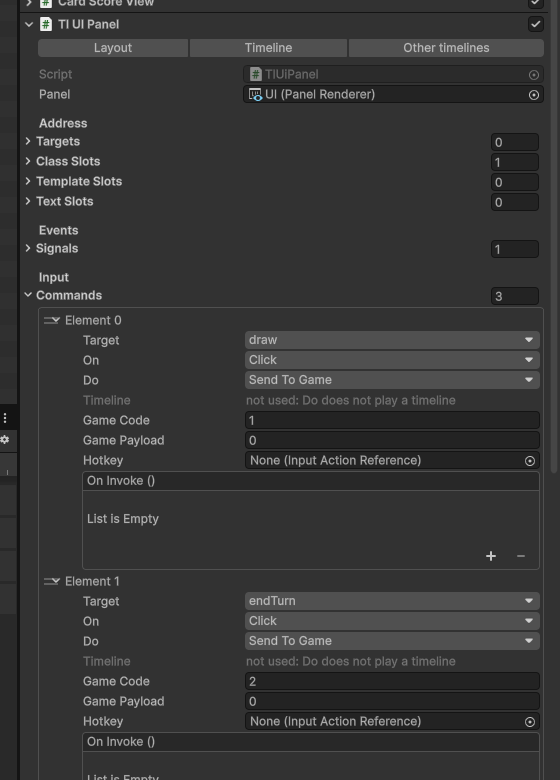 Card Score View
TI UI Panel
Layout Timeline Other timelines
Script # TIUIPanel
Panel UI (Panel Renderer)
Address
Targets 0
Class Slots 1
Template Slots 0
Text Slots 0
Events
Signals 1
Input
Commands 3
Element 0
Target draw
On Click
Do Send To Game
Timeline not used: Do does not play a timeline
Game Code 1
Game Payload 0
Hotkey None (Input Action Reference)
On Invoke ()
List is Empty
+ −
Element 1
Target endTurn
On Click
Do Send To Game
Timeline not used: Do does not play a timeline
Game Code 2
Game Payload 0
Hotkey None (Input Action Reference)
On Invoke ()
List is Empty